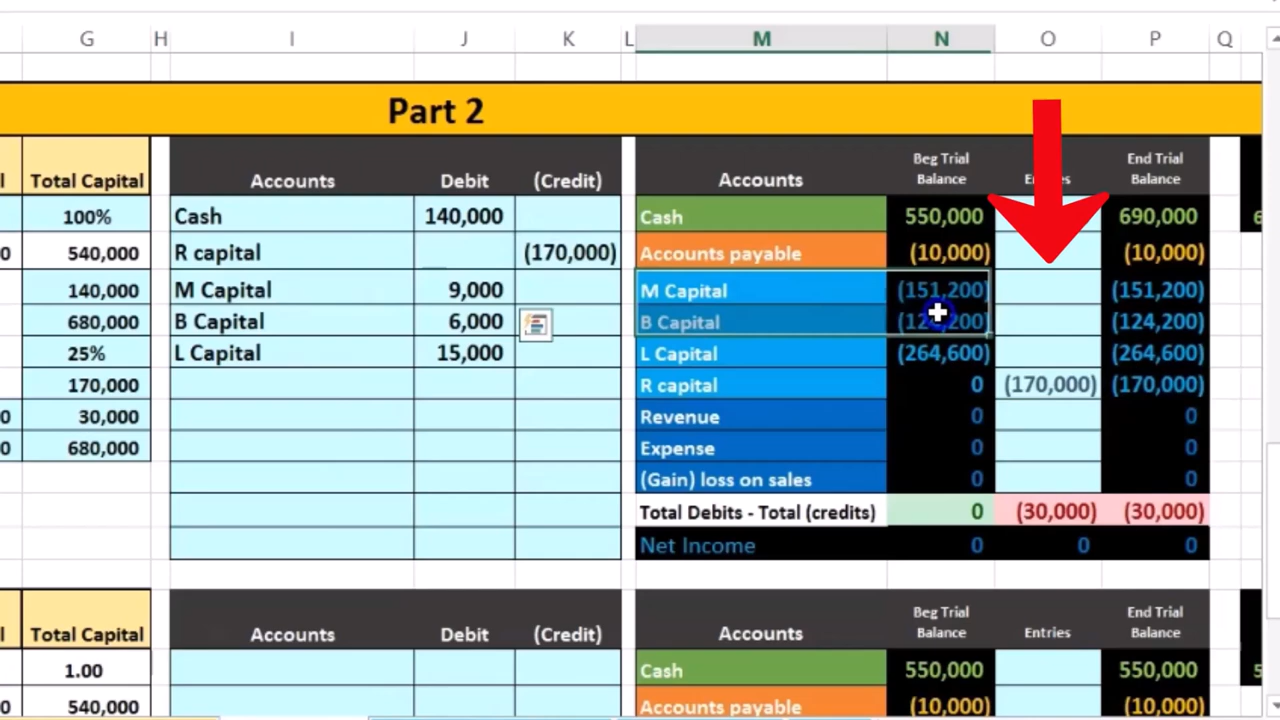 G H I J K L M N O P Q
Part 2
Total Capital Accounts Debit (Credit) Accounts Beg Trial Balance End Trial Balance
100% Cash 140,000 Cash 550,000 690,000
0 540,000 R capital (170,000) Accounts payable (10,000) (10,000)
140,000 M Capital 9,000 M Capital (151,200) (151,200)
680,000 B Capital 6,000 B Capital (124,200)
25% L Capital 15,000 L Capital (264,600) (264,600)
170,000 R capital 0 (170,000) (170,000)
0 30,000 Revenue 0 0
0 680,000 Expense 0 0
(Gain) loss on sales 0 0
Total Debits - Total (credits) 0 (30,000) (30,000)
Net Income 0 0 0
Total Capital Accounts Debit (Credit) Accounts Beg Trial Balance Entries End Trial Balance
1.00 Cash 550,000 550,000
540,000 Accounts payable (10,000) (10,000)